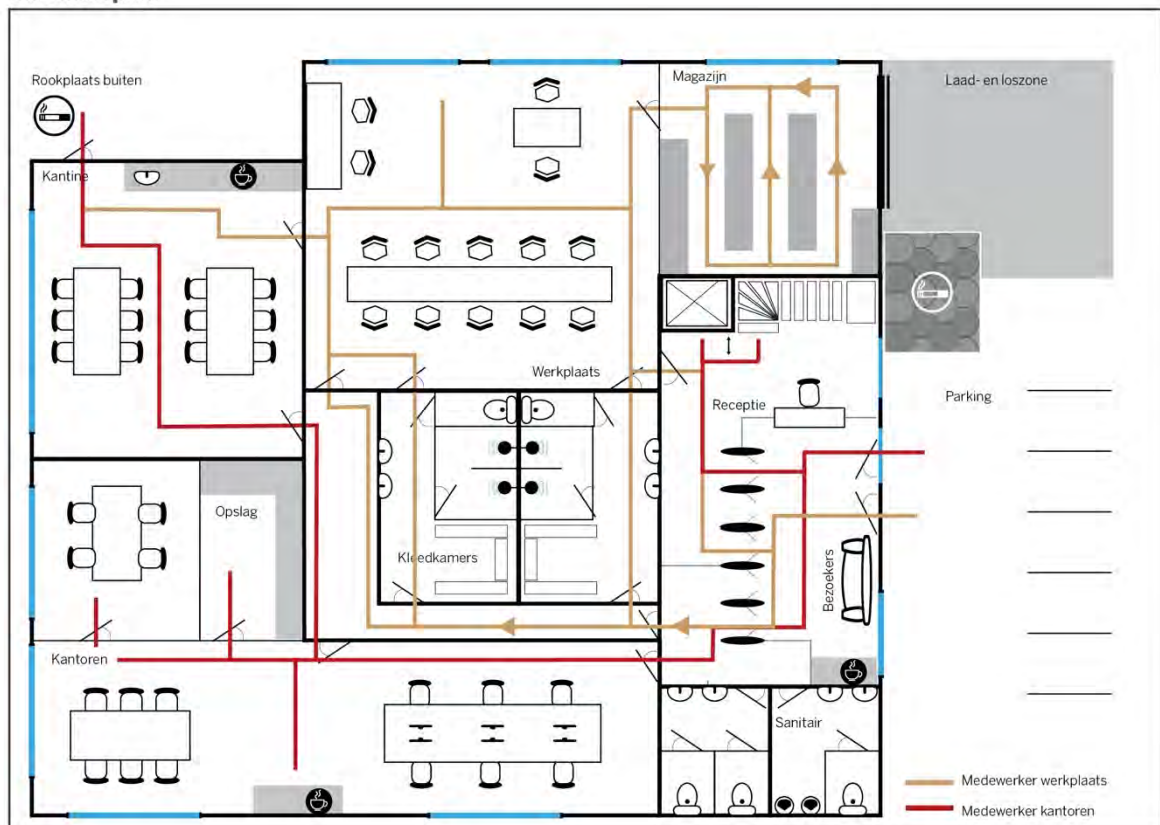 Rookplaats buiten
Magazijn
Laad- en loszone
Kantine
Werkplaats
Receptie
Parking
Opslag
Kleedkamers
Bezoekers
Kantoren
Sanitair
Medewerker werkplaats
Medewerker kantoren